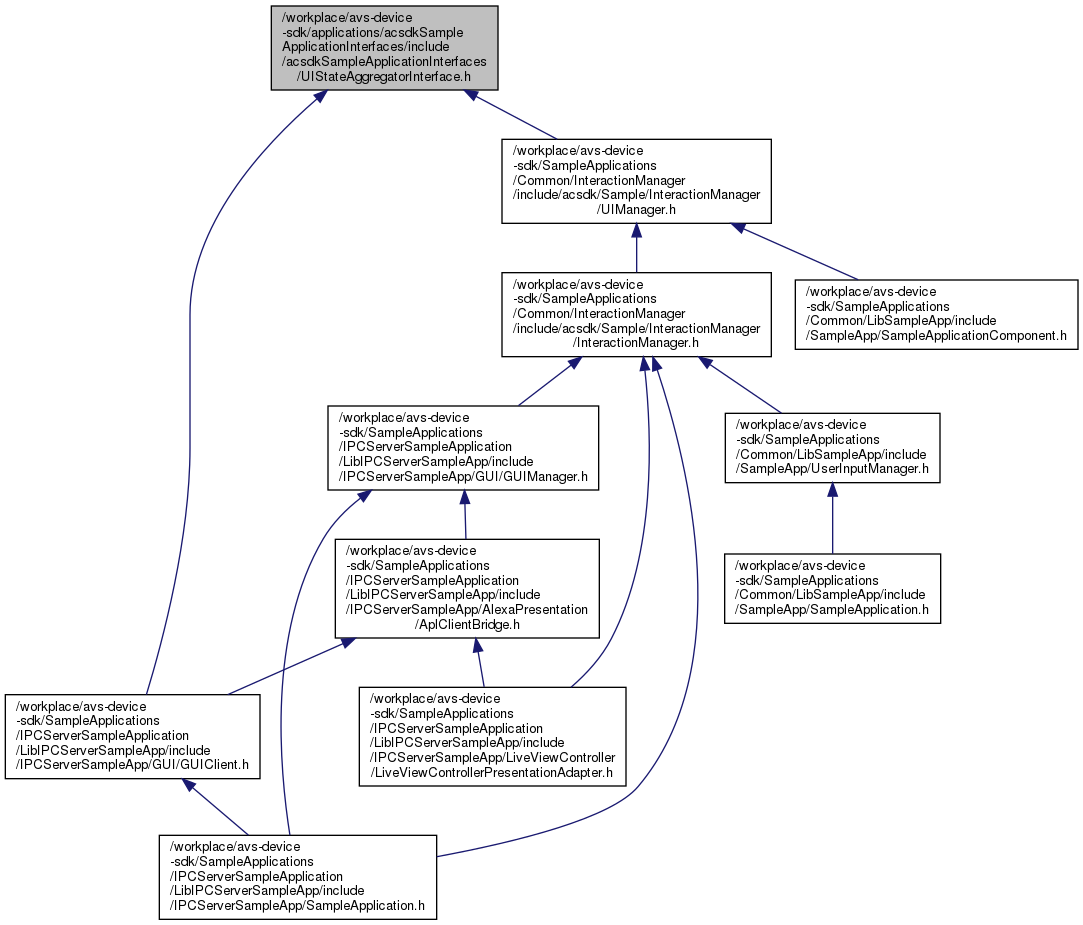 /workplace/avs-device
-sdk/applications/acsdkSample
ApplicationInterfaces/include
/acsdkSampleApplicationInterfaces
/UIStateAggregatorInterface.h
/workplace/avs-device
-sdk/SampleApplications
/Common/InteractionManager
/include/acsdk/Sample/InteractionManager
/UIManager.h
/workplace/avs-device
-sdk/SampleApplications
/Common/InteractionManager
/include/acsdk/Sample/InteractionManager
/InteractionManager.h
/workplace/avs-device
-sdk/SampleApplications
/Common/LibSampleApp/include
/SampleApp/SampleApplicationComponent.h
/workplace/avs-device
-sdk/SampleApplications
/IPCServerSampleApplication
/LibIPCServerSampleApp/include
/IPCServerSampleApp/GUI/GUIManager.h
/workplace/avs-device
-sdk/SampleApplications
/Common/LibSampleApp/include
/SampleApp/UserInputManager.h
/workplace/avs-device
-sdk/SampleApplications
/IPCServerSampleApplication
/LibIPCServerSampleApp/include
/IPCServerSampleApp/AlexaPresentation
/AplClientBridge.h
/workplace/avs-device
-sdk/SampleApplications
/Common/LibSampleApp/include
/SampleApp/SampleApplication.h
/workplace/avs-device
-sdk/SampleApplications
/IPCServerSampleApplication
/LibIPCServerSampleApp/include
/IPCServerSampleApp/GUI/GUIClient.h
/workplace/avs-device
-sdk/SampleApplications
/IPCServerSampleApplication
/LibIPCServerSampleApp/include
/IPCServerSampleApp/LiveViewController
/LiveViewControllerPresentationAdapter.h
/workplace/avs-device
-sdk/SampleApplications
/IPCServerSampleApplication
/LibIPCServerSampleApp/include
/IPCServerSampleApp/SampleApplication.h